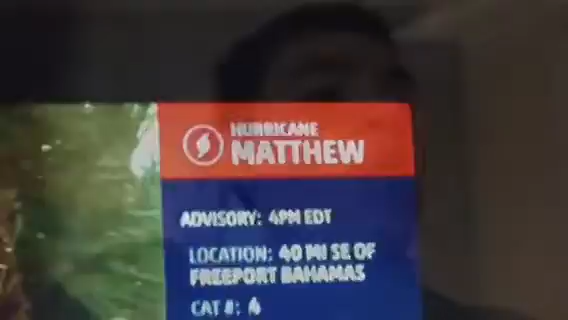 HURRICANE
MATTHEW
ADVISORY: 4PM EDT
LOCATION: 40 MI SE OF
FREEPORT BAHAMAS
CAT #: 4